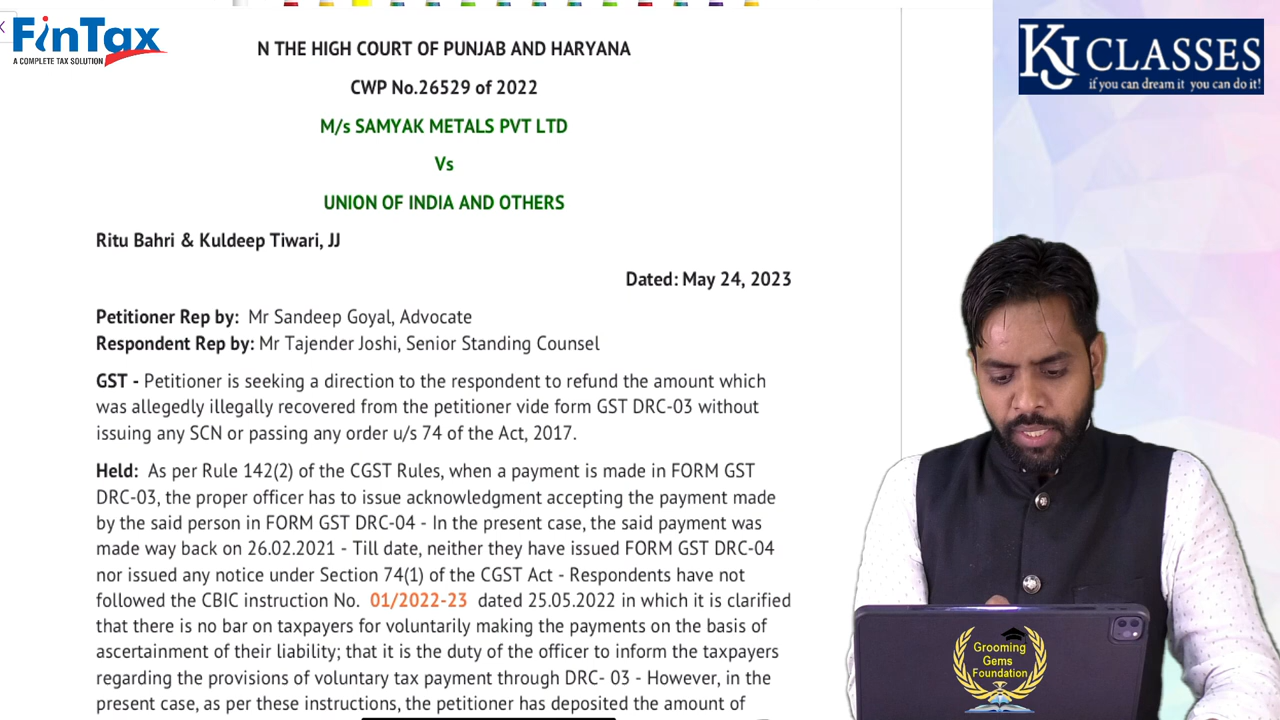 FinTax
A COMPLETE TAX SOLUTION
KJ CLASSES
if you can dream it you can do it!
N THE HIGH COURT OF PUNJAB AND HARYANA
CWP No.26529 of 2022
M/s SAMYAK METALS PVT LTD
Vs
UNION OF INDIA AND OTHERS
Ritu Bahri & Kuldeep Tiwari, JJ
Dated: May 24, 2023
Petitioner Rep by: Mr Sandeep Goyal, Advocate
Respondent Rep by: Mr Tajender Joshi, Senior Standing Counsel
GST - Petitioner is seeking a direction to the respondent to refund the amount which
was allegedly illegally recovered from the petitioner vide form GST DRC-03 without
issuing any SCN or passing any order u/s 74 of the Act, 2017.
Held: As per Rule 142(2) of the CGST Rules, when a payment is made in FORM GST
DRC-03, the proper officer has to issue acknowledgment accepting the payment made
by the said person in FORM GST DRC-04 - In the present case, the said payment was
made way back on 26.02.2021 - Till date, neither they have issued FORM GST DRC-04
nor issued any notice under Section 74(1) of the CGST Act - Respondents have not
followed the CBIC instruction No. 01/2022-23 dated 25.05.2022 in which it is clarified
that there is no bar on taxpayers for voluntarily making the payments on the basis of
ascertainment of their liability; that it is the duty of the officer to inform the taxpayers
regarding the provisions of voluntary tax payment through DRC- 03 - However, in the
present case, as per these instructions, the petitioner has deposited the amount of
Grooming
Gems
Foundation